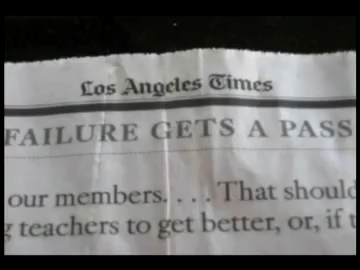 Los Angeles Times
FAILURE GETS A PASS
our members. . . . That should
teachers to get better, or, if